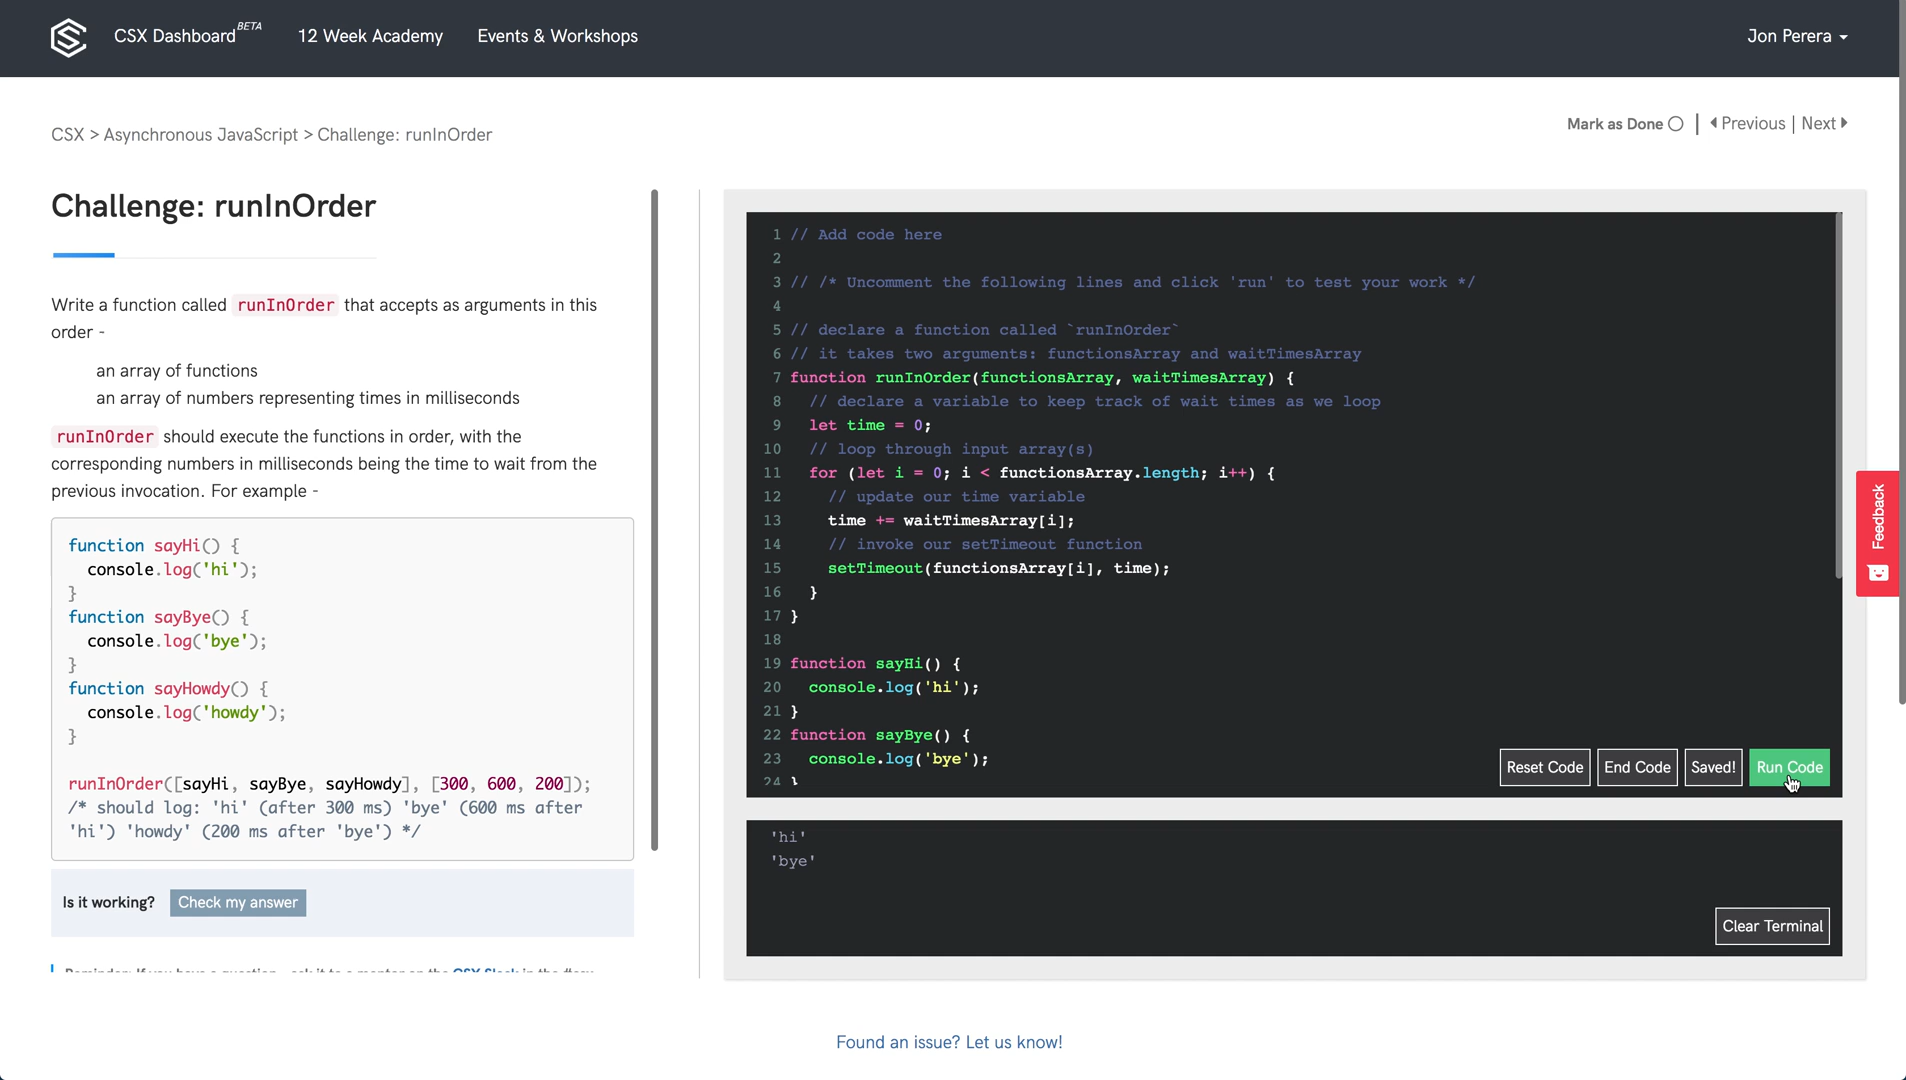 CSX Dashboard BETA 12 Week Academy Events & Workshops Jon Perera
CSX > Asynchronous JavaScript > Challenge: runInOrder
Mark as Done | Previous | Next
Challenge: runInOrder
Write a function called runInOrder that accepts as arguments in this
order -
an array of functions
an array of numbers representing times in milliseconds
runInOrder should execute the functions in order, with the
corresponding numbers in milliseconds being the time to wait from the
previous invocation. For example -
function sayHi() {
console.log('hi');
}
function sayBye() {
console.log('bye');
}
function sayHowdy() {
console.log('howdy');
}
runInOrder([sayHi, sayBye, sayHowdy], [300, 600, 200]);
/* should log: 'hi' (after 300 ms) 'bye' (600 ms after
'hi') 'howdy' (200 ms after 'bye') */
Is it working? Check my answer
1 // Add code here
2
3 // /* Uncomment the following lines and click 'run' to test your work */
4
5 // declare a function called `runInOrder`
6 // it takes two arguments: functionsArray and waitTimesArray
7 function runInOrder(functionsArray, waitTimesArray) {
8 // declare a variable to keep track of wait times as we loop
9 let time = 0;
10 // loop through input array(s)
11 for (let i = 0; i < functionsArray.length; i++) {
12 // update our time variable
13 time += waitTimesArray[i];
14 // invoke our setTimeout function
15 setTimeout(functionsArray[i], time);
16 }
17 }
18
19 function sayHi() {
20 console.log('hi');
21 }
22 function sayBye() {
23 console.log('bye');
24 }
Reset Code End Code Saved! Run Code
'hi'
'bye'
Clear Terminal
Feedback
Found an issue? Let us know!